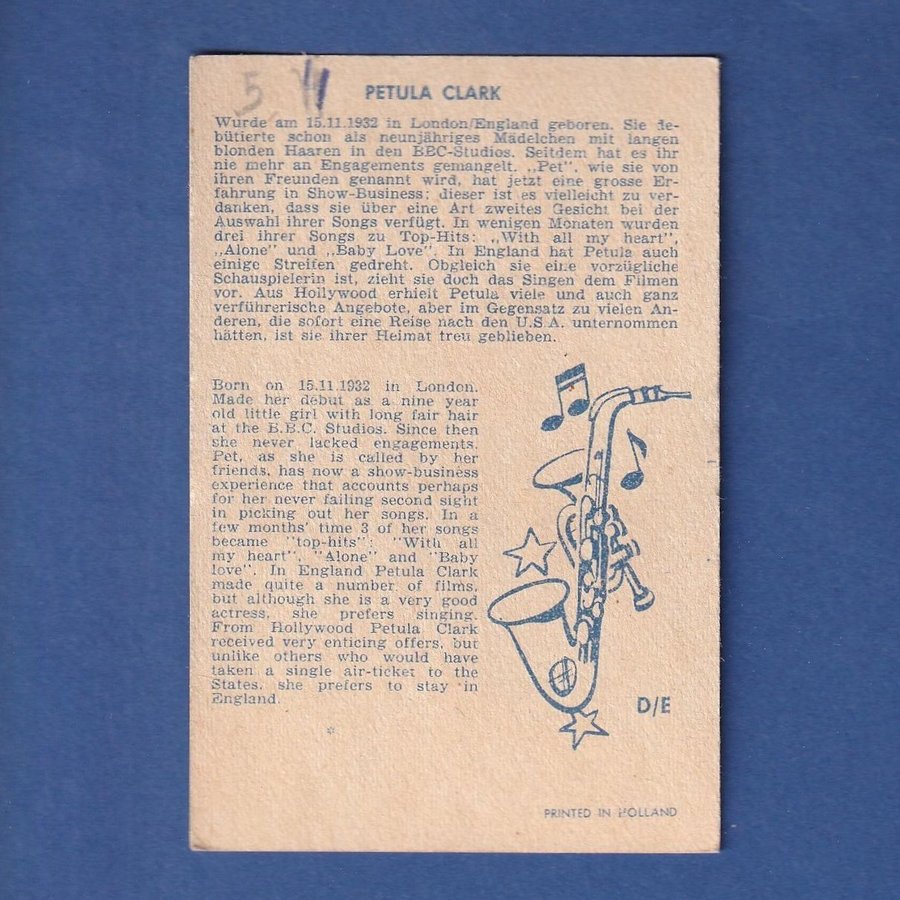 5
PETULA CLARK
Wurde am 15.11.1932 in London/England geboren. Sie de-
bütierte schon als neunjähriges Mädelchen mit langen
blonden Haaren in den BBC-Studios. Seitdem hat es ihr
nie mehr an Engagements gemangelt. „Pet", wie sie von
ihren Freunden genannt wird, hat jetzt eine grosse Er-
fahrung in Show-Business; dieser ist es vielleicht zu ver-
danken, dass sie über eine Art zweites Gesicht bei der
Auswahl ihrer Songs verfügt. In wenigen Monaten wurden
drei ihrer Songs zu Top-Hits: „With all my heart",
„Alone" und „Baby Love". In England hat Petula auch
einige Streifen gedreht. Obgleich sie eine vorzügliche
Schauspielerin ist, zieht sie doch das Singen dem Filmen
vor. Aus Hollywood erhielt Petula viele und auch ganz
verführerische Angebote, aber im Gegensatz zu vielen An-
deren, die sofort eine Reise nach den U.S.A. unternommen
hätten, ist sie ihrer Heimat treu geblieben.
Born on 15.11.1932 in London.
Made her debut as a nine year
old little girl with long fair hair
at the B.B.C. Studios. Since then
she never lacked engagements.
Pet, as she is called by her
friends, has now a show-business
experience that accounts perhaps
for her never failing second sight
in picking out her songs. In a
few months' time 3 of her songs
became "top-hits": "With all
my heart", "Alone" and "Baby
love". In England Petula Clark
made quite a number of films,
but although she is a very good
actress, she prefers singing.
From Hollywood Petula Clark
received very enticing offers, but
unlike others who would have
taken a single air-ticket to the
States, she prefers to stay in
England.
*
D/E
PRINTED IN HOLLAND